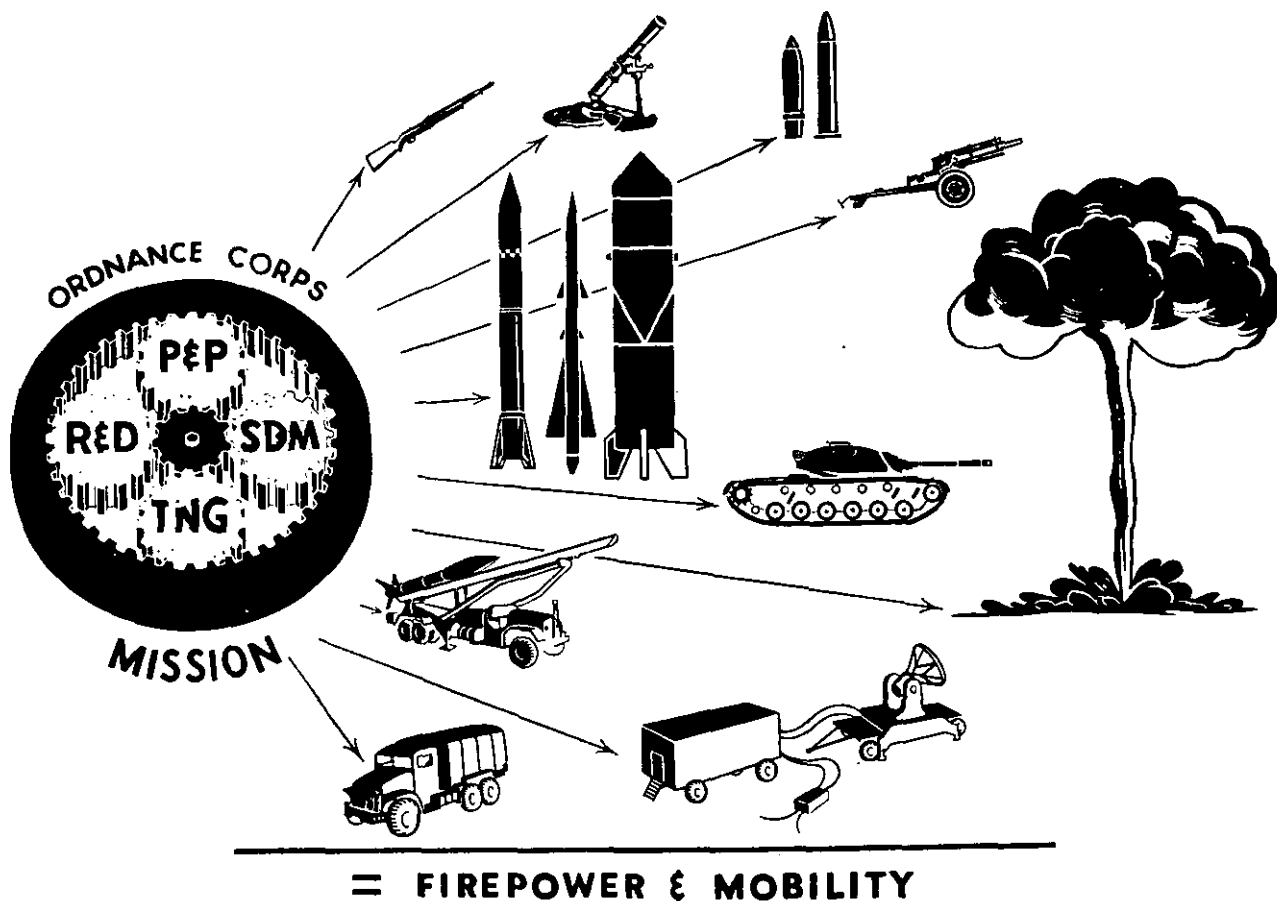 ORDNANCE CORPS
P&P
R&D SDM
TNG
MISSION
= FIREPOWER & MOBILITY